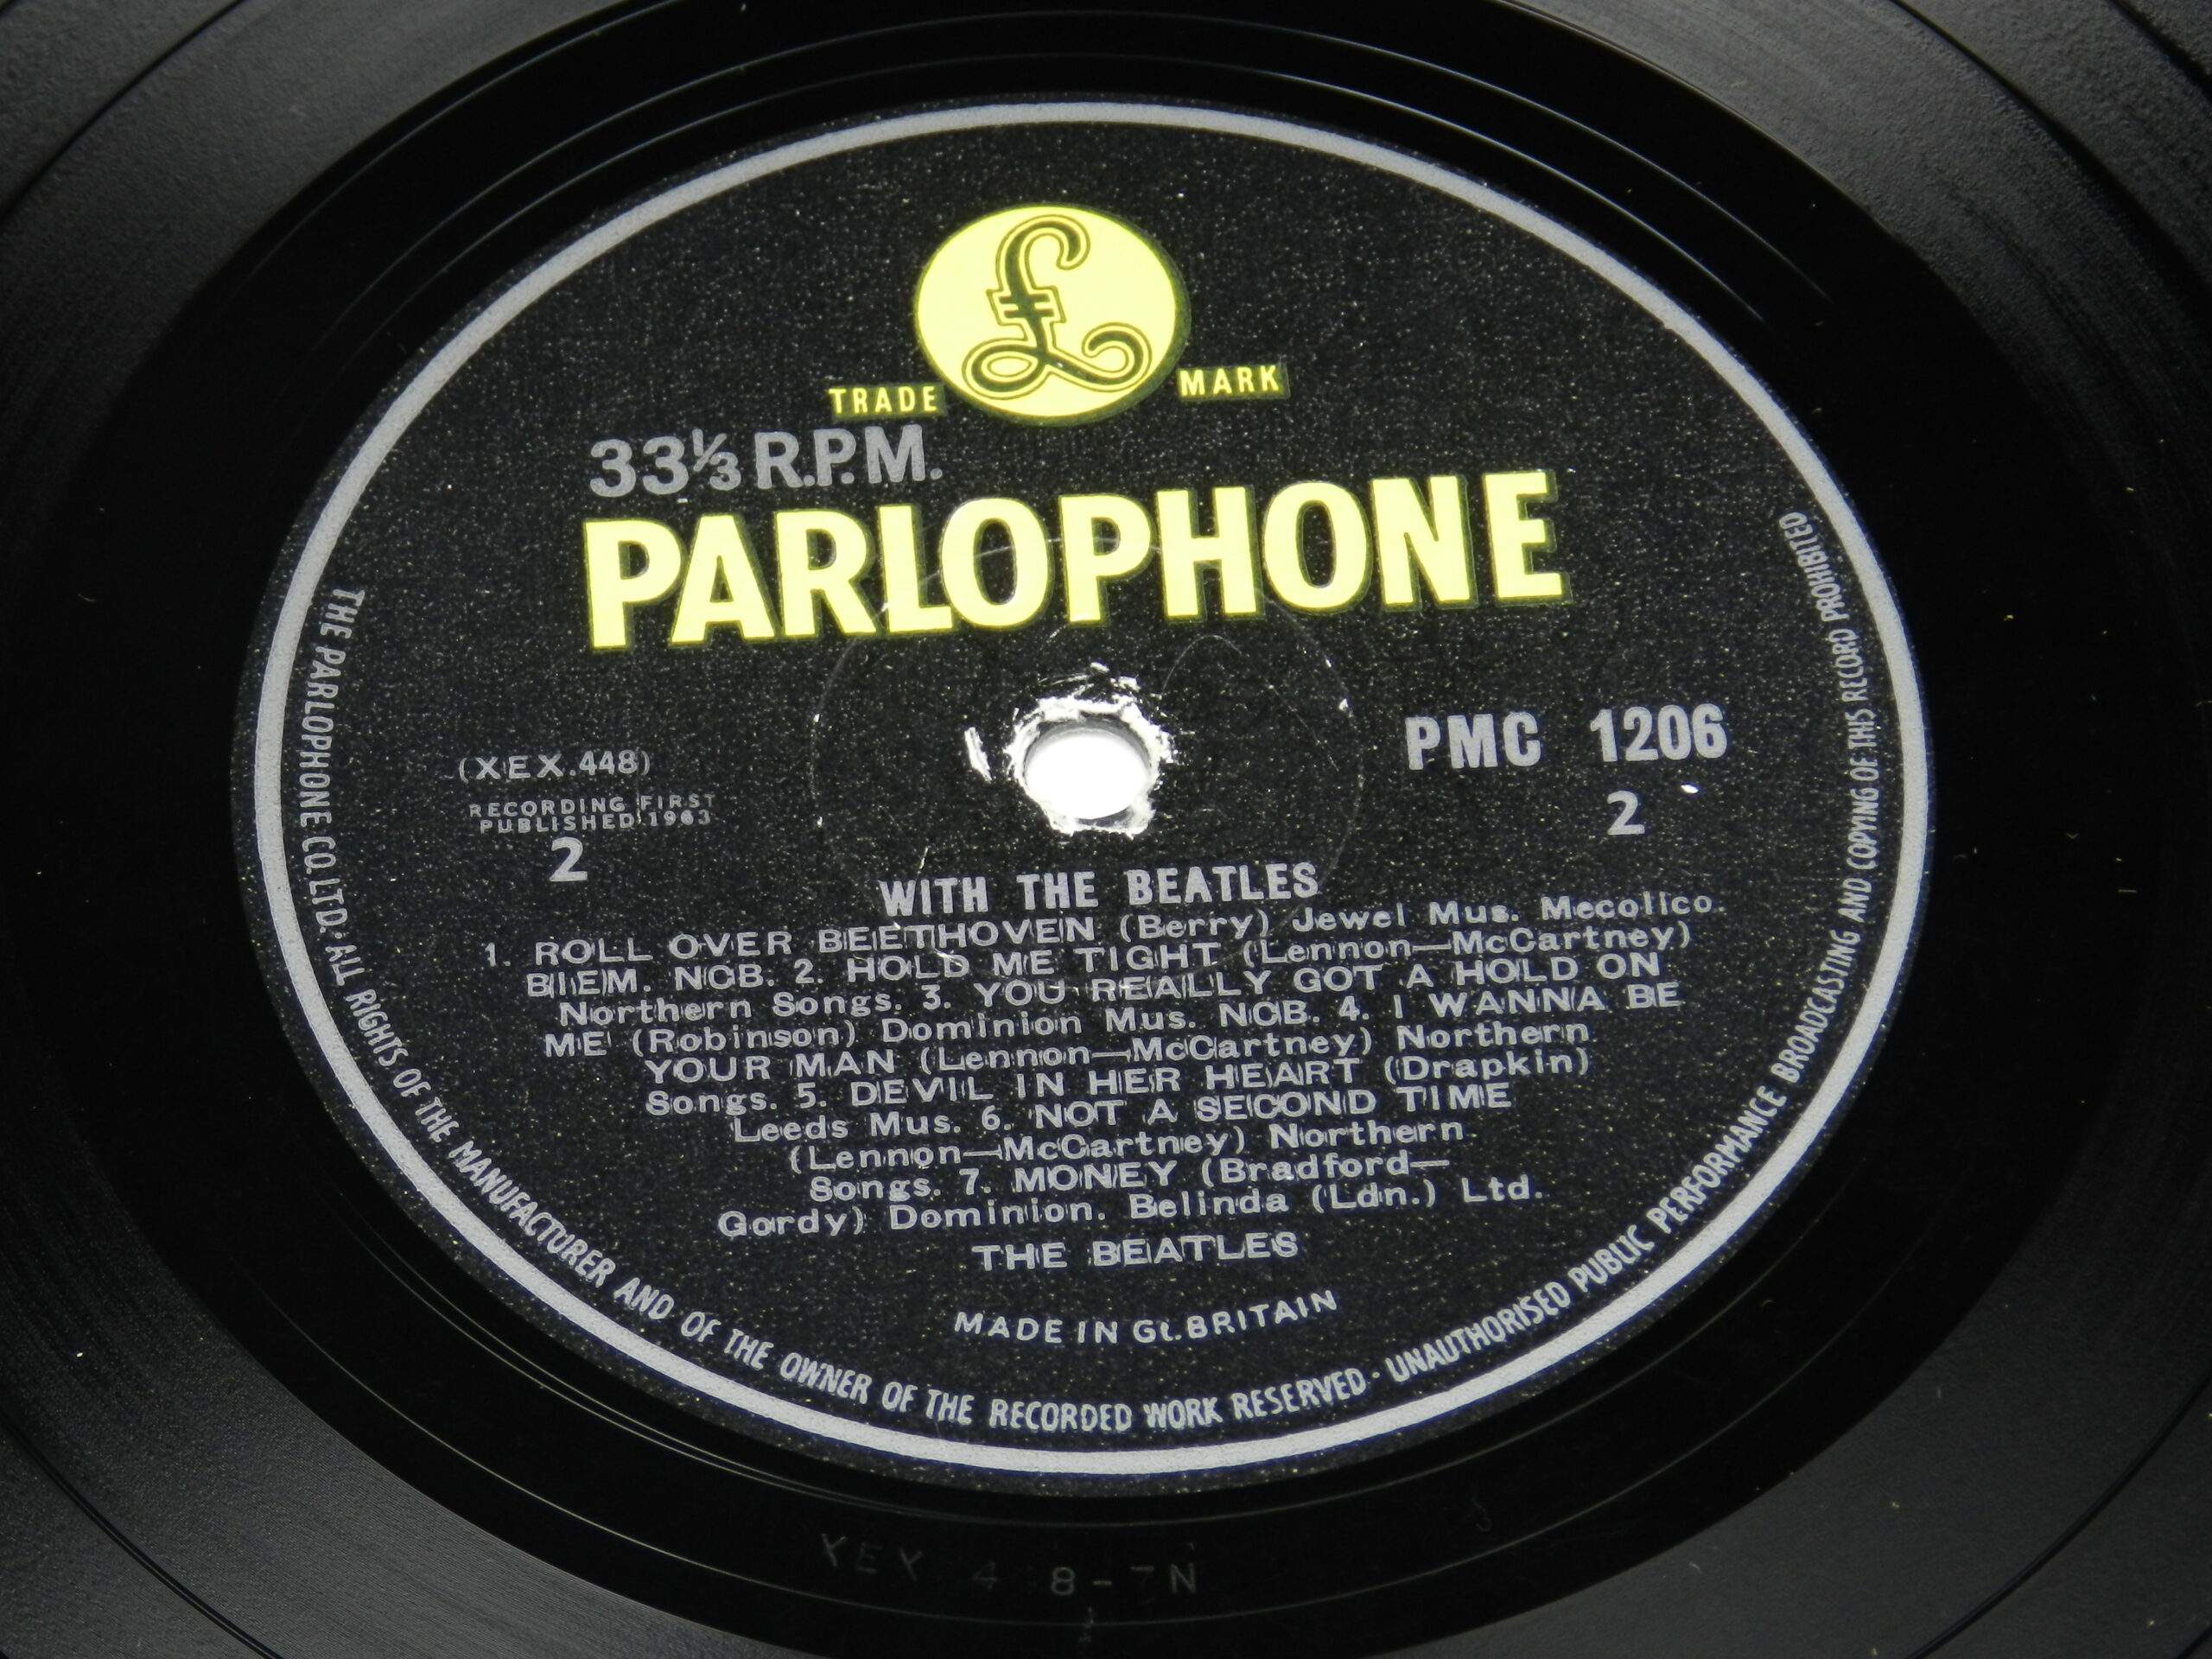 £
TRADE MARK
33⅓ R.P.M.
PARLOPHONE
(XEX.448)
RECORDING FIRST
PUBLISHED 1963
2
PMC 1206
2
WITH THE BEATLES
1. ROLL OVER BEETHOVEN (Berry) Jewel Mus. Mecolico
BIEM. NCB. 2. HOLD ME TIGHT (Lennon—McCartney)
Northern Songs. 3. YOU REALLY GOT A HOLD ON
ME (Robinson) Dominion Mus. NCB. 4. I WANNA BE
YOUR MAN (Lennon—McCartney) Northern
Songs. 5. DEVIL IN HER HEART (Drapkin)
Leeds Mus. 6. NOT A SECOND TIME
(Lennon—McCartney) Northern
Songs. 7. MONEY (Bradford—
Gordy) Dominion. Belinda (Ldn.) Ltd.
THE BEATLES
MADE IN Gt. BRITAIN
THE PARLOPHONE CO. LTD · ALL RIGHTS OF THE MANUFACTURER AND OF THE OWNER OF THE RECORDED WORK RESERVED · UNAUTHORISED PUBLIC PERFORMANCE BROADCASTING AND COPYING OF THIS RECORD PROHIBITED
XEX 4 8-7N